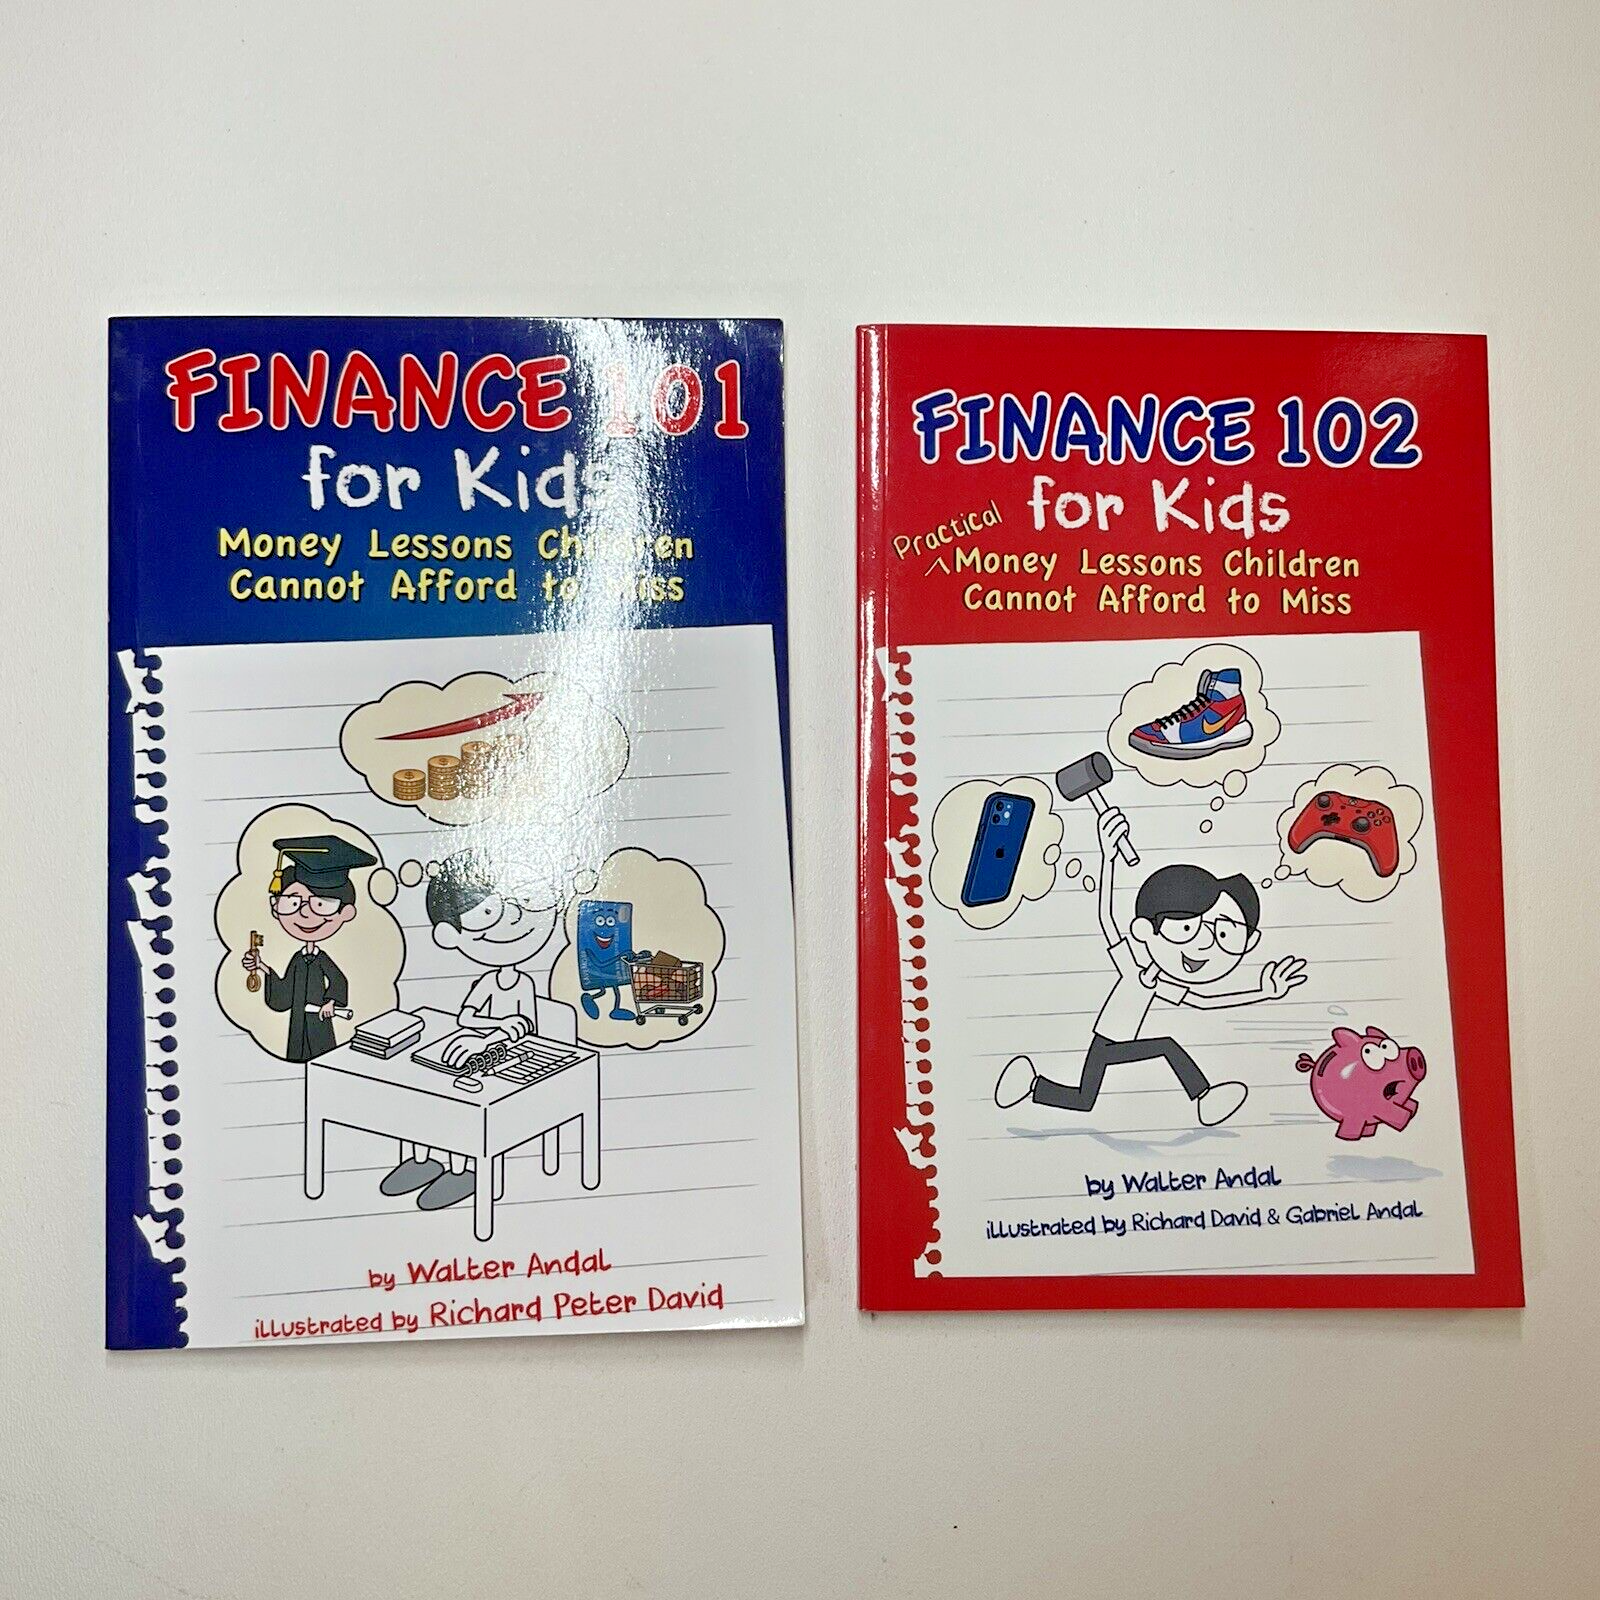 FINANCE 101
for Kids
Money Lessons Children
Cannot Afford to Miss
by Walter Andal
illustrated by Richard Peter David
FINANCE 102
for Kids
Practical
^Money Lessons Children
Cannot Afford to Miss
by Walter Andal
illustrated by Richard David & Gabriel Andal